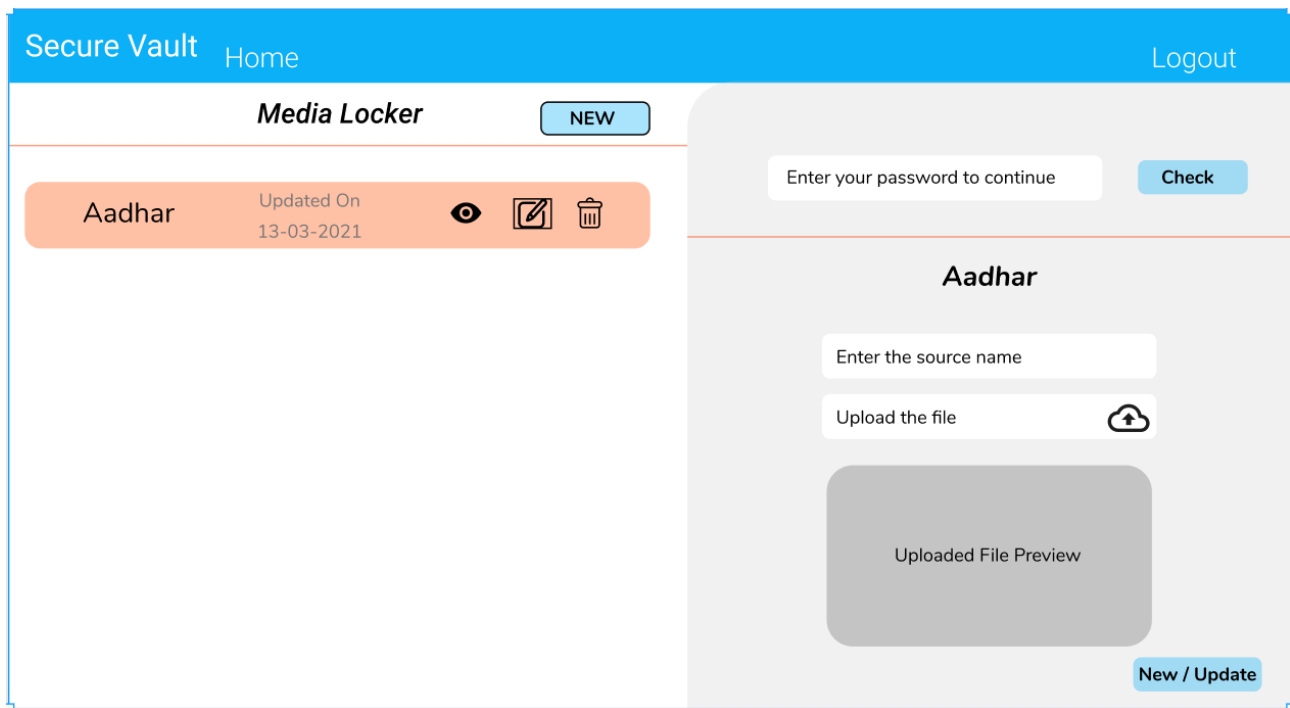 Secure Vault Home Logout
Media Locker NEW
Aadhar
Updated On
13-03-2021
Enter your password to continue Check
Aadhar
Enter the source name
Upload the file
Uploaded File Preview
New / Update